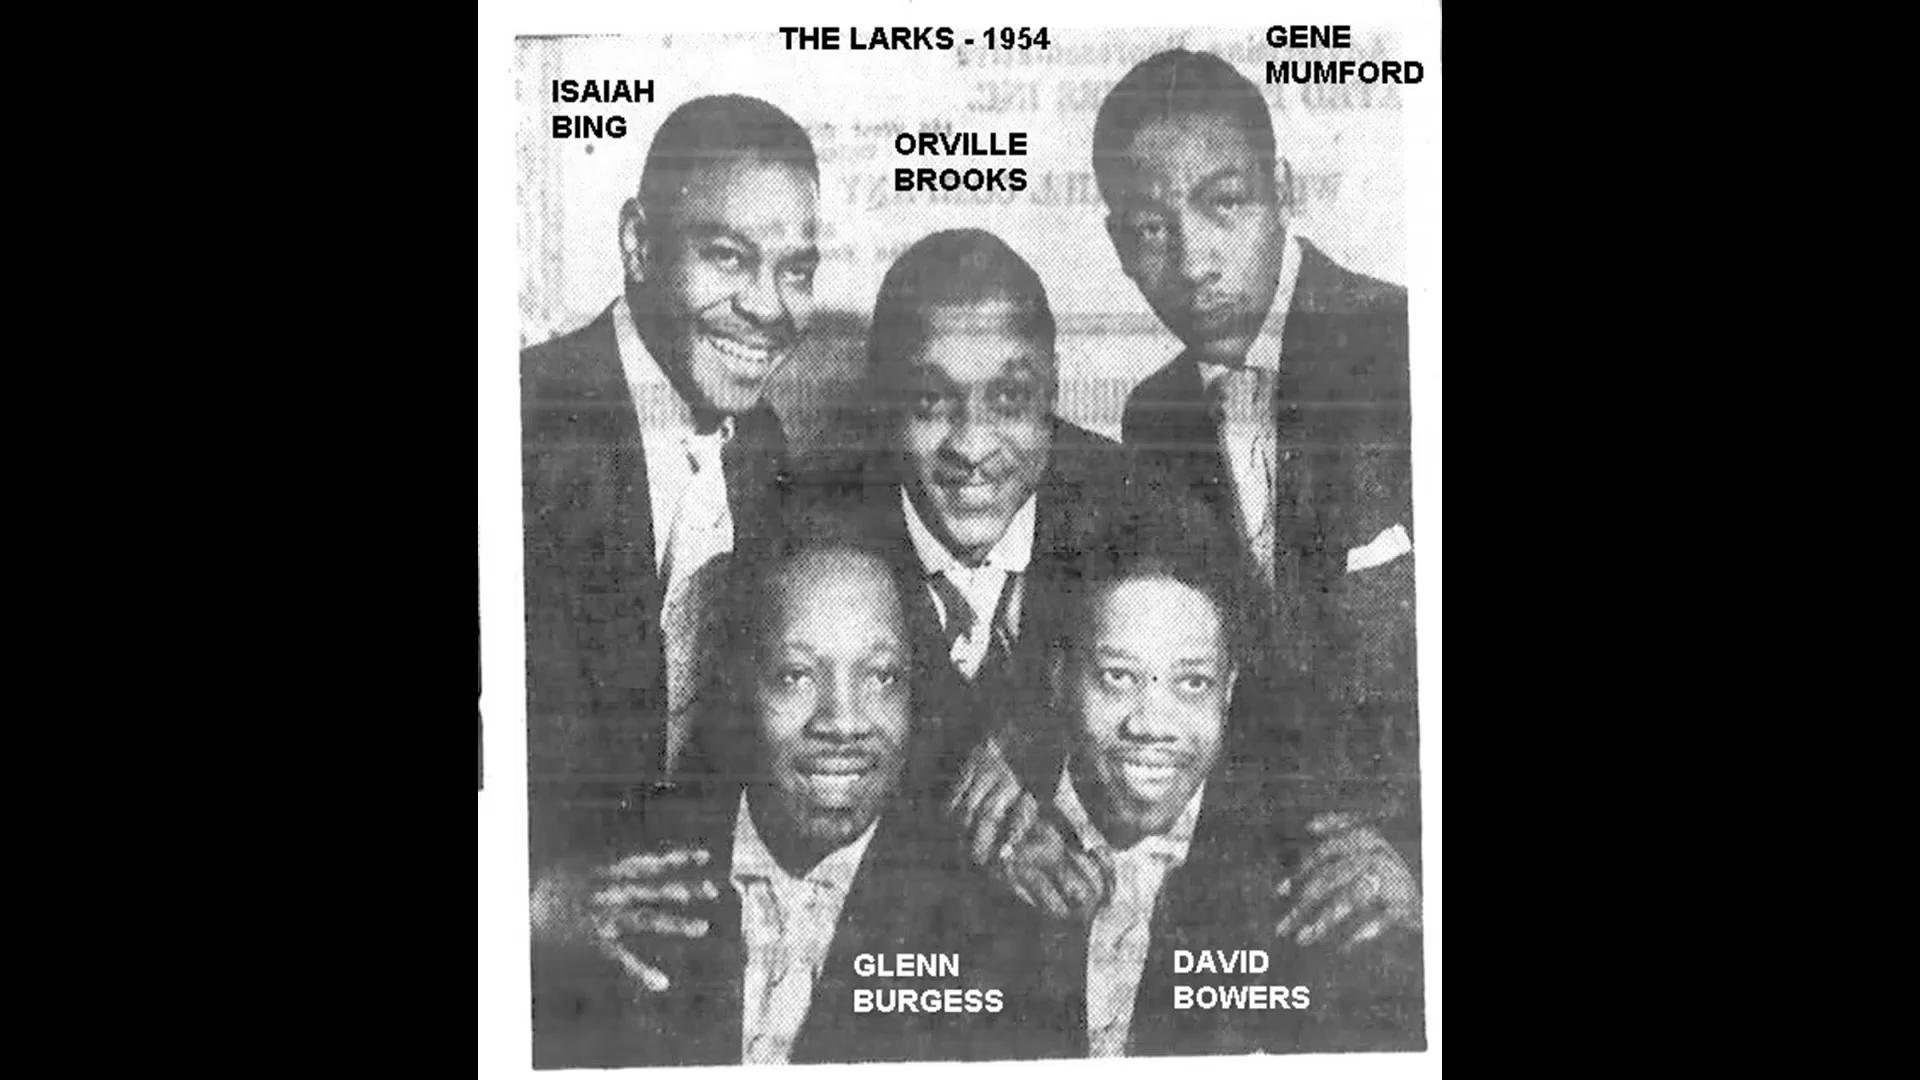 THE LARKS - 1954
GENE
MUMFORD
ISAIAH
BING
ORVILLE
BROOKS
GLENN
BURGESS
DAVID
BOWERS